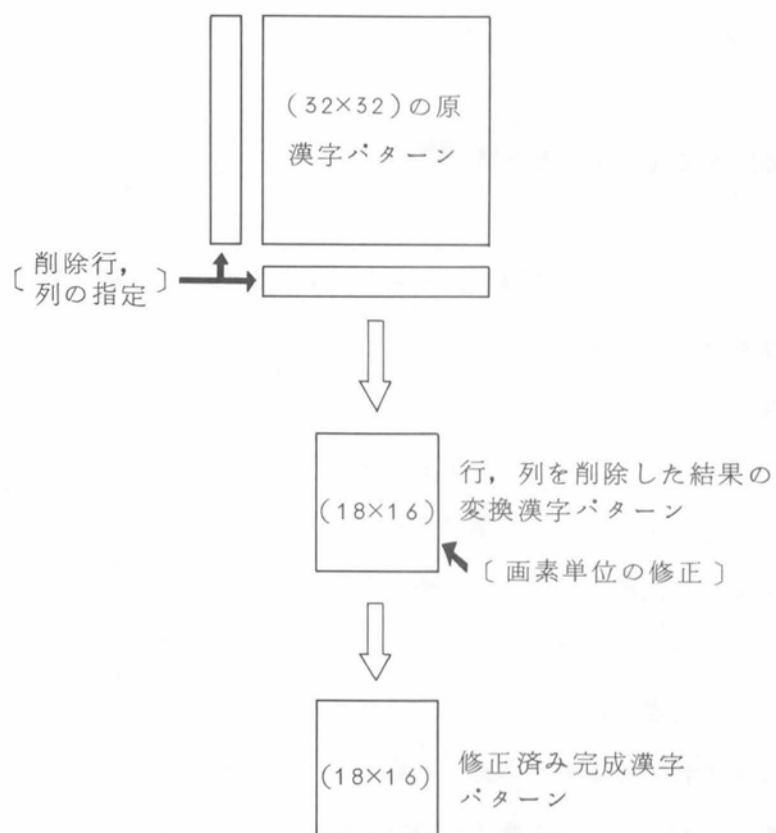 (32×32)の原
漢字パターン
〔削除行,
列の指定〕
(18×16)
行,列を削除した結果の
変換漢字パターン
〔画素単位の修正〕
(18×16)
修正済み完成漢字
パターン